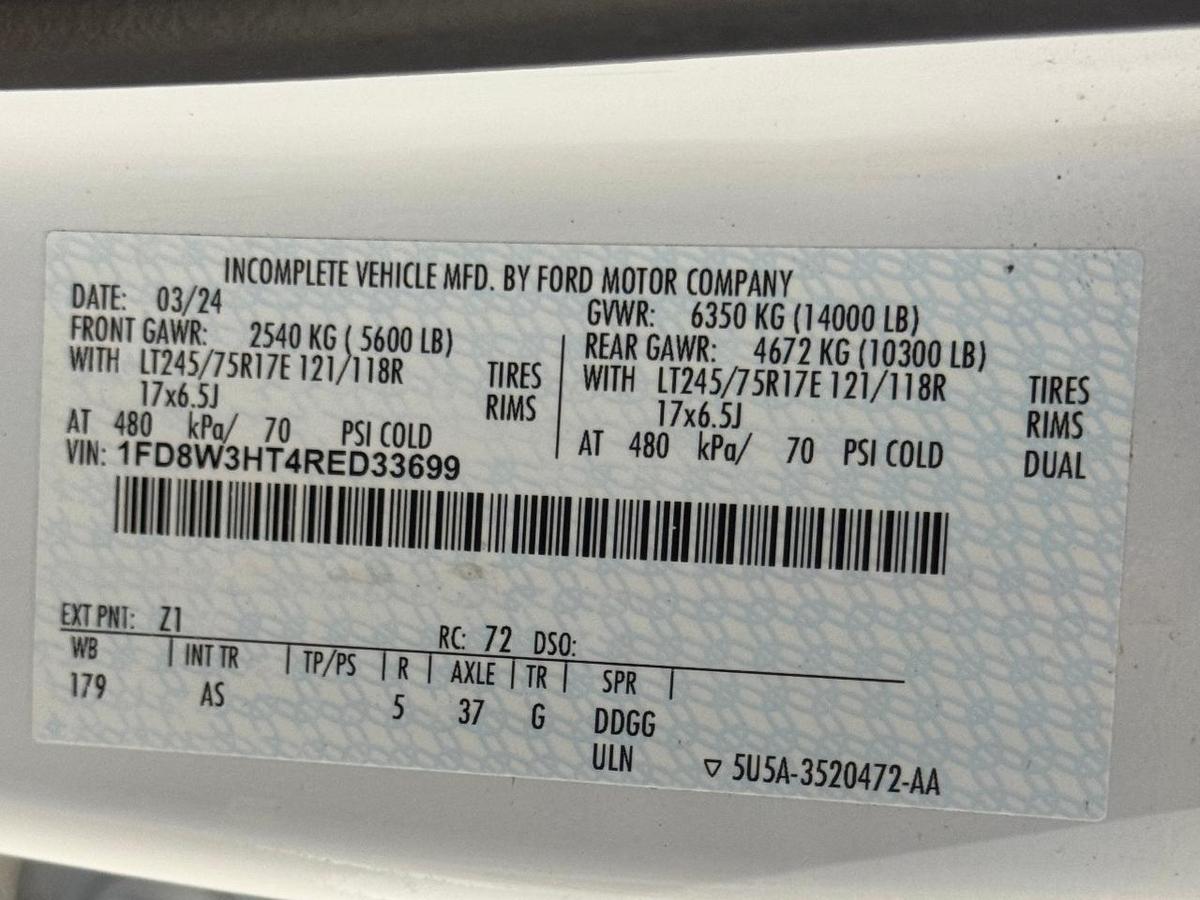 INCOMPLETE VEHICLE MFD. BY FORD MOTOR COMPANY
DATE: 03/24 GVWR: 6350 KG (14000 LB)
FRONT GAWR: 2540 KG ( 5600 LB) REAR GAWR: 4672 KG (10300 LB)
WITH LT245/75R17E 121/118R TIRES WITH LT245/75R17E 121/118R TIRES
17x6.5J RIMS 17x6.5J RIMS
AT 480 kPa/ 70 PSI COLD AT 480 kPa/ 70 PSI COLD DUAL
VIN: 1FD8W3HT4RED33699
EXT PNT: Z1 RC: 72 DSO:
WB INT TR TP/PS R AXLE TR SPR
179 AS 5 37 G DDGG
ULN ▽ 5U5A-3520472-AA